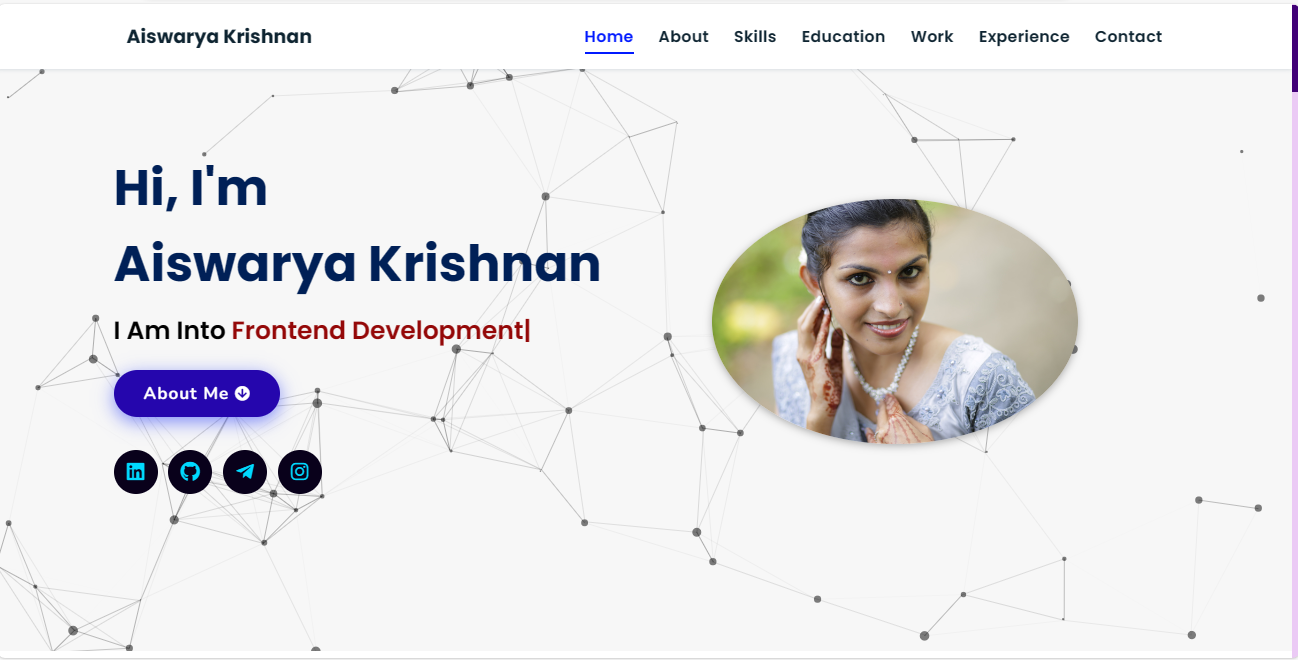 Aiswarya Krishnan
Home About Skills Education Work Experience Contact
Hi, I'm
Aiswarya Krishnan
I Am Into Frontend Development|
About Me